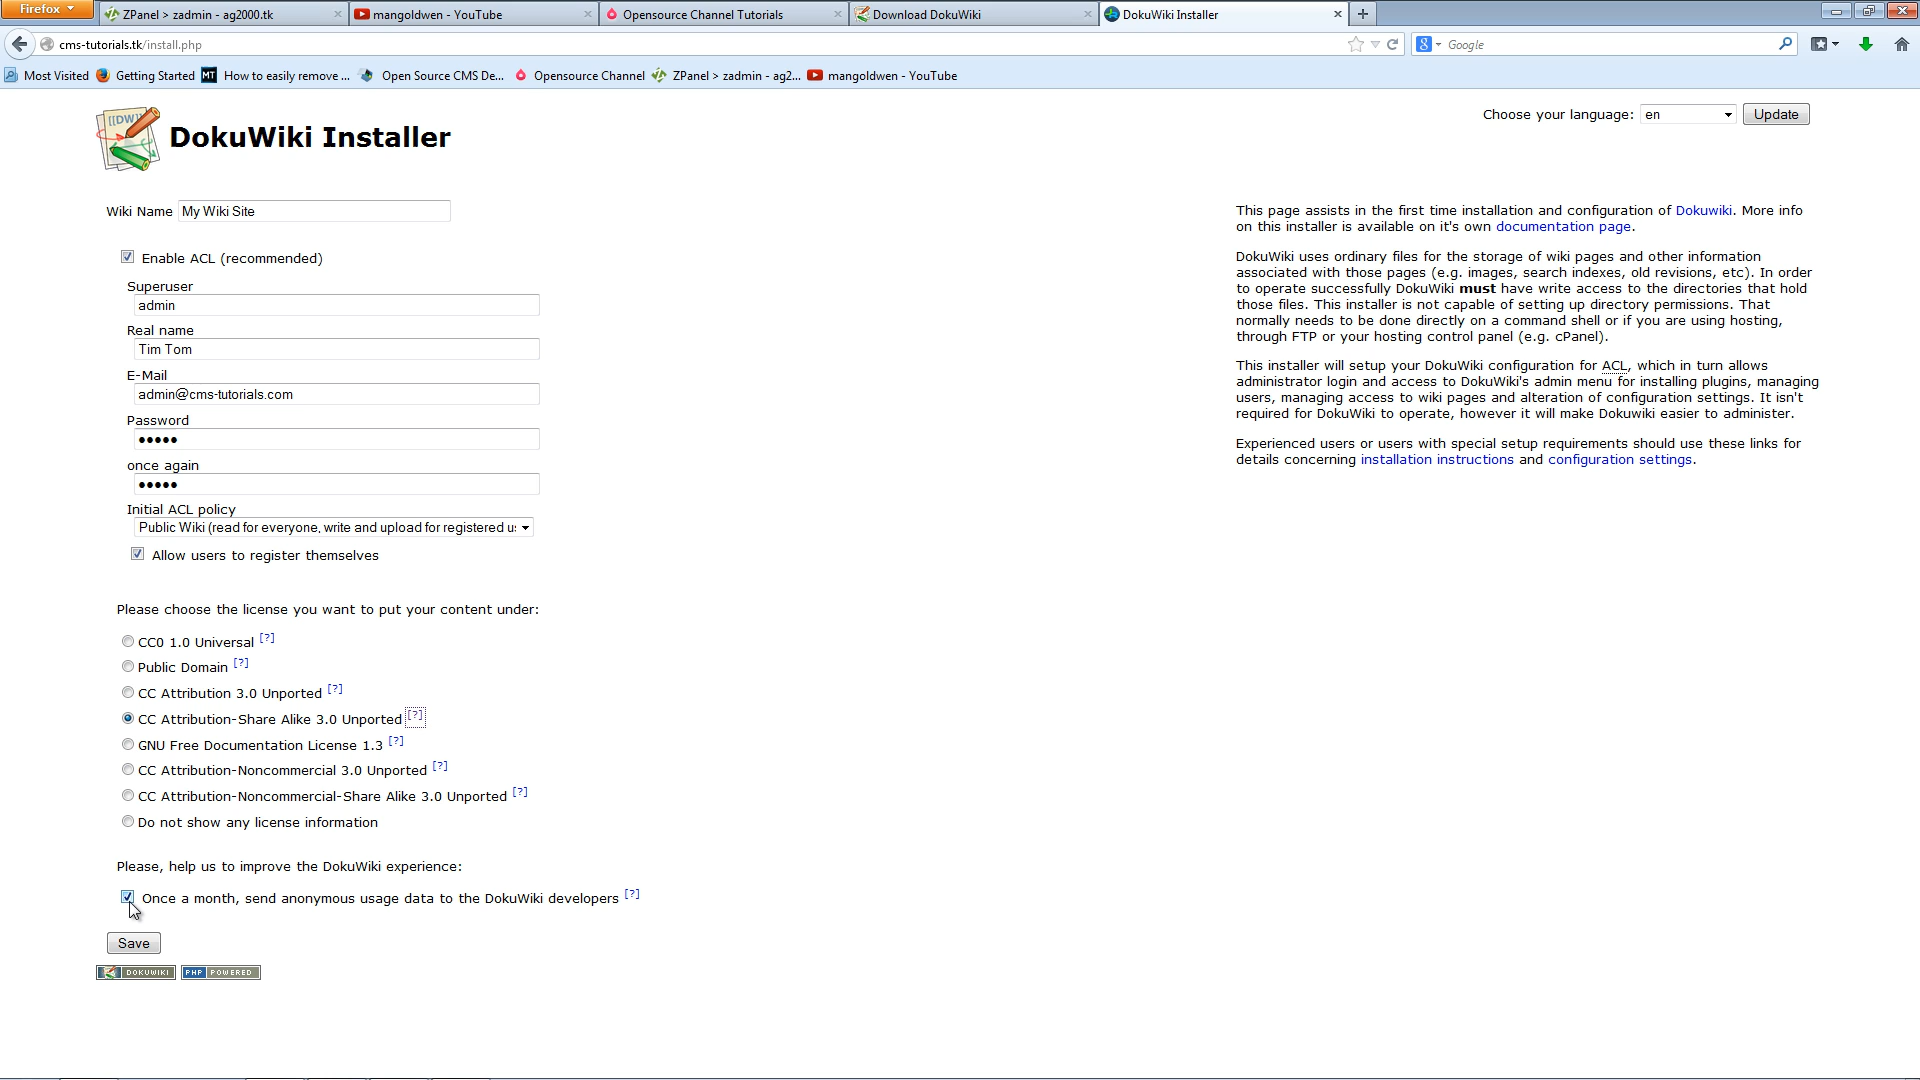 Firefox
ZPanel > zadmin - ag2000.tk
mangoldwen - YouTube
Opensource Channel Tutorials
Download DokuWiki
DokuWiki Installer
cms-tutorials.tk/install.php
Google
Most Visited
Getting Started
How to easily remove ...
Open Source CMS De...
Opensource Channel
ZPanel > zadmin - ag2...
mangoldwen - YouTube
[[DW]]
DokuWiki Installer
Choose your language: en Update
Wiki Name My Wiki Site
Enable ACL (recommended)
Superuser
admin
Real name
Tim Tom
E-Mail
admin@cms-tutorials.com
Password
•••••
once again
•••••
Initial ACL policy
Public Wiki (read for everyone, write and upload for registered u
Allow users to register themselves
Please choose the license you want to put your content under:
CC0 1.0 Universal [?]
Public Domain [?]
CC Attribution 3.0 Unported [?]
CC Attribution-Share Alike 3.0 Unported [?]
GNU Free Documentation License 1.3 [?]
CC Attribution-Noncommercial 3.0 Unported [?]
CC Attribution-Noncommercial-Share Alike 3.0 Unported [?]
Do not show any license information
Please, help us to improve the DokuWiki experience:
Once a month, send anonymous usage data to the DokuWiki developers [?]
Save
DOKUWIKI
PHP POWERED
This page assists in the first time installation and configuration of Dokuwiki. More info
on this installer is available on it's own documentation page.
DokuWiki uses ordinary files for the storage of wiki pages and other information
associated with those pages (e.g. images, search indexes, old revisions, etc). In order
to operate successfully DokuWiki must have write access to the directories that hold
those files. This installer is not capable of setting up directory permissions. That
normally needs to be done directly on a command shell or if you are using hosting,
through FTP or your hosting control panel (e.g. cPanel).
This installer will setup your DokuWiki configuration for ACL, which in turn allows
administrator login and access to DokuWiki's admin menu for installing plugins, managing
users, managing access to wiki pages and alteration of configuration settings. It isn't
required for DokuWiki to operate, however it will make Dokuwiki easier to administer.
Experienced users or users with special setup requirements should use these links for
details concerning installation instructions and configuration settings.